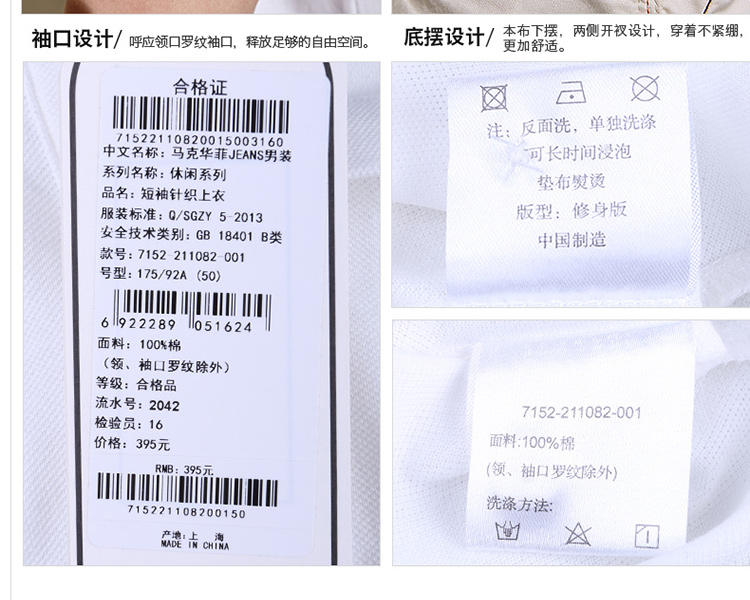 袖口设计/ 呼应领口罗纹袖口，释放足够的自由空间。
底摆设计/ 本布下摆，两侧开衩设计，穿着不紧绷，
更加舒适。
合格证
71522110820015003160
中文名称：马克华菲JEANS男装
系列名称：休闲系列
品名：短袖针织上衣
服装标准：Q/SGZY 5-2013
安全技术类别：GB 18401 B类
款号：7152-211082-001
号型：175/92A（50）
6 922289 051624
面料：100%棉
（领、袖口罗纹除外）
等级：合格品
流水号：2042
检验员：16
价格：395元
RMB：395元
715221108200150
产地：上 海
MADE IN CHINA
注：反面洗，单独洗涤
可长时间浸泡
垫布熨烫
版型：修身版
中国制造
7152-211082-001
面料:100%棉
(领、袖口罗纹除外)
洗涤方法: